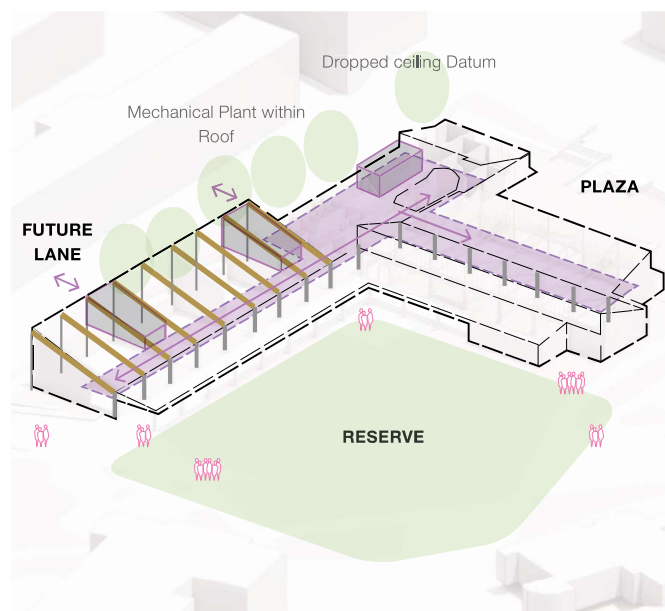 Dropped ceiling Datum
Mechanical Plant within
Roof
PLAZA
FUTURE
LANE
RESERVE